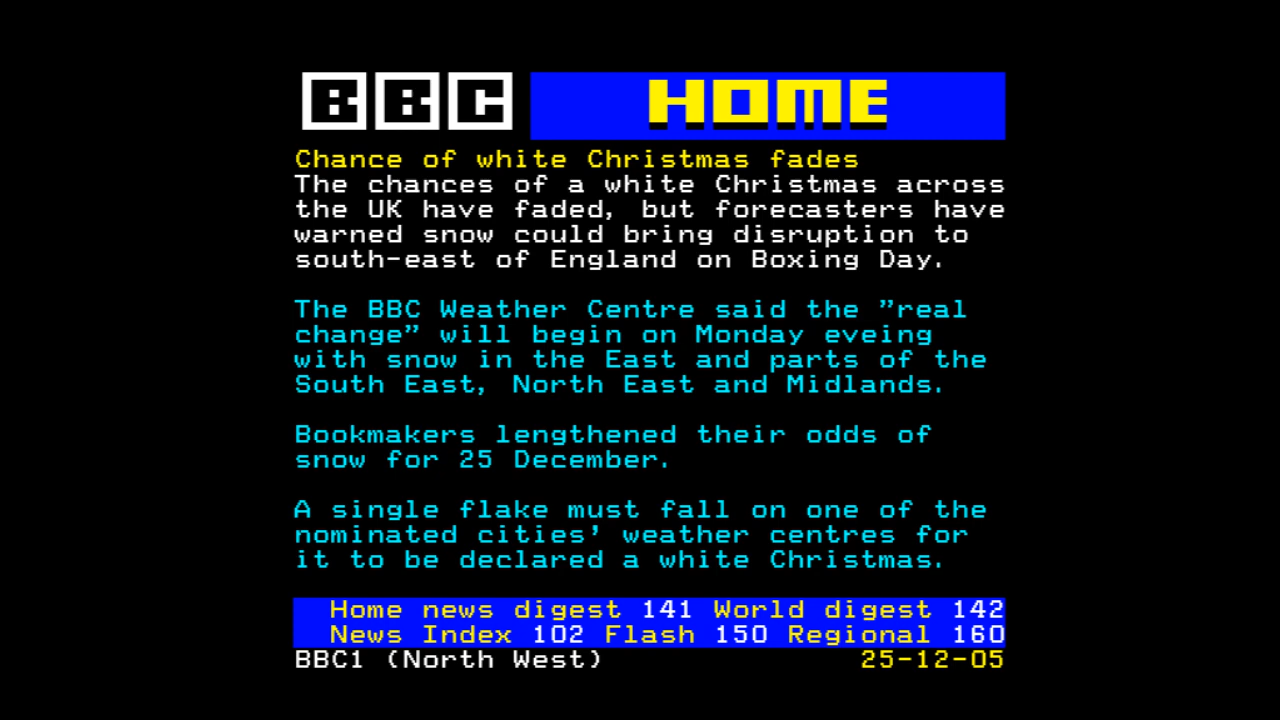 BBC HOME
Chance of white Christmas fades
The chances of a white Christmas across
the UK have faded, but forecasters have
warned snow could bring disruption to
south-east of England on Boxing Day.
The BBC Weather Centre said the "real
change" will begin on Monday eveing
with snow in the East and parts of the
South East, North East and Midlands.
Bookmakers lengthened their odds of
snow for 25 December.
A single flake must fall on one of the
nominated cities' weather centres for
it to be declared a white Christmas.
Home news digest 141 World digest 142
News Index 102 Flash 150 Regional 160
BBC1 (North West) 25-12-05